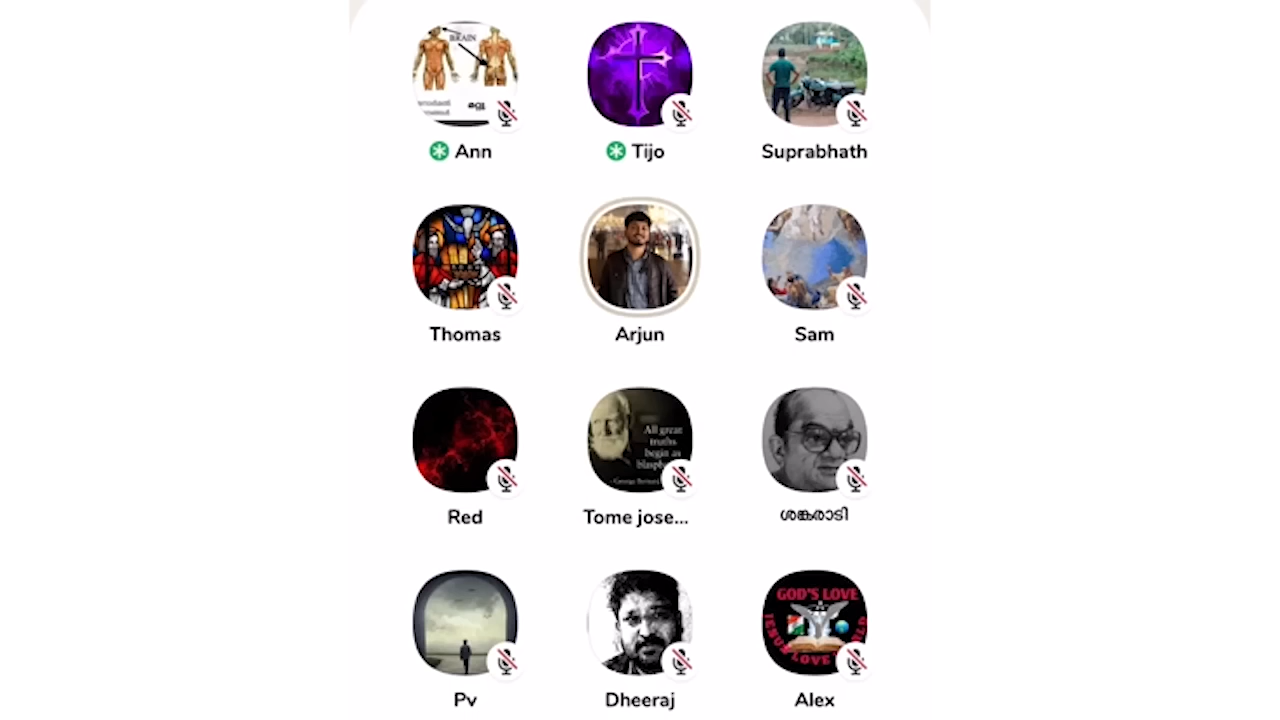 BRAIN
Ann
Tijo
Suprabhath
Thomas
Arjun
Sam
All great
truths
begin as
Red
Tome jose...
ശങ്കരാടി
GOD'S LOVE
Pv
Dheeraj
Alex